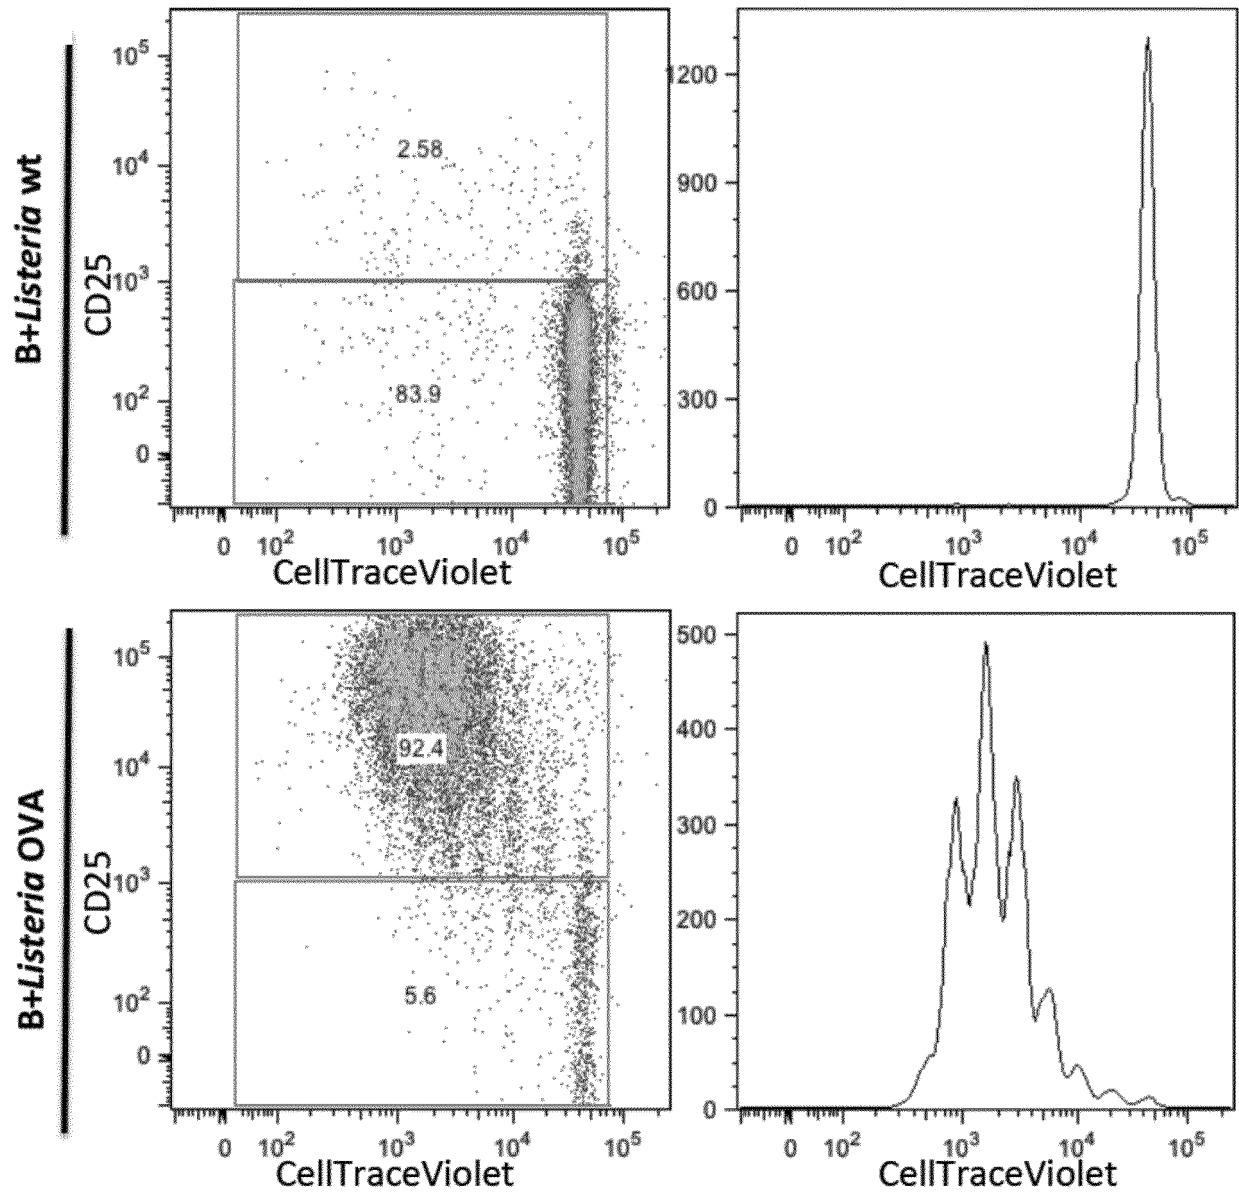 B+Listeria wt
CD25
10⁵
10⁴
10³
10²
0
2.58
83.9
0 10² 10³ 10⁴ 10⁵
CellTraceViolet
1200
900
600
300
0
0 10² 10³ 10⁴ 10⁵
CellTraceViolet
B+Listeria OVA
CD25
10⁵
10⁴
10³
10²
0
92.4
5.6
0 10² 10³ 10⁴ 10⁵
CellTraceViolet
500
400
300
200
100
0
0 10² 10³ 10⁴ 10⁵
CellTraceViolet